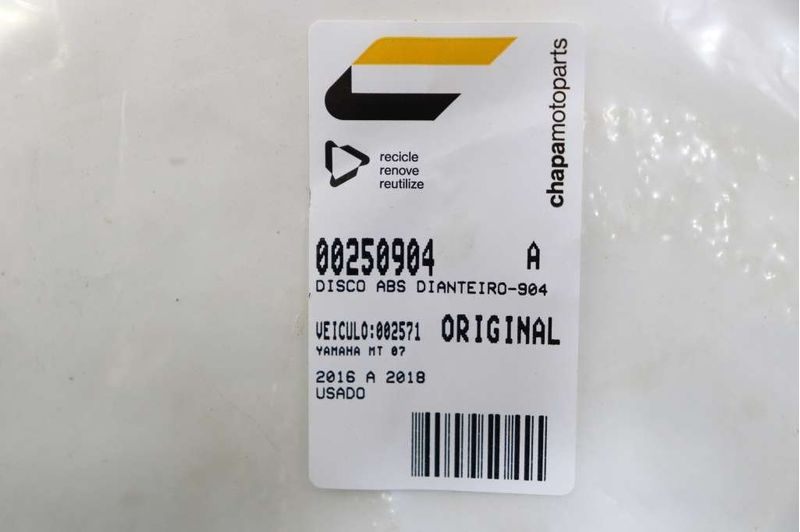 chapamotoparts
recicle
renove
reutilize
00250904 A
DISCO ABS DIANTEIRO-904
VEICULO:002571 ORIGINAL
YAMAHA MT 07
2016 A 2018
USADO